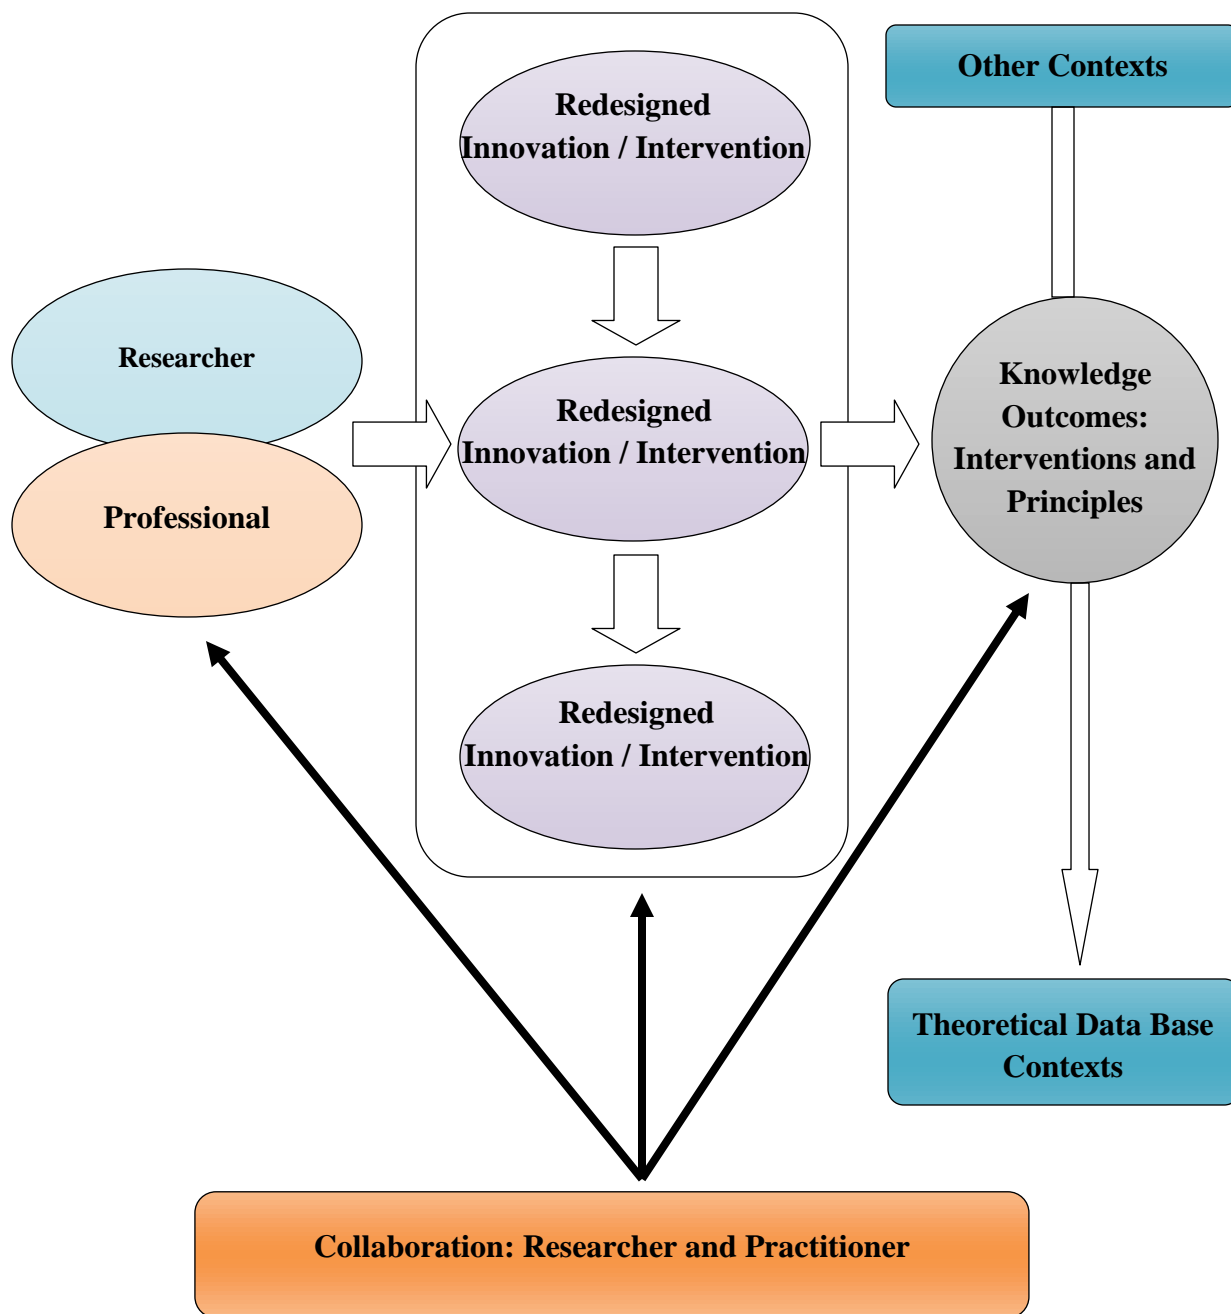 Redesigned
Innovation / Intervention
Other Contexts
Researcher
Professional
Redesigned
Innovation / Intervention
Knowledge
Outcomes:
Interventions and
Principles
Redesigned
Innovation / Intervention
Theoretical Data Base
Contexts
Collaboration: Researcher and Practitioner